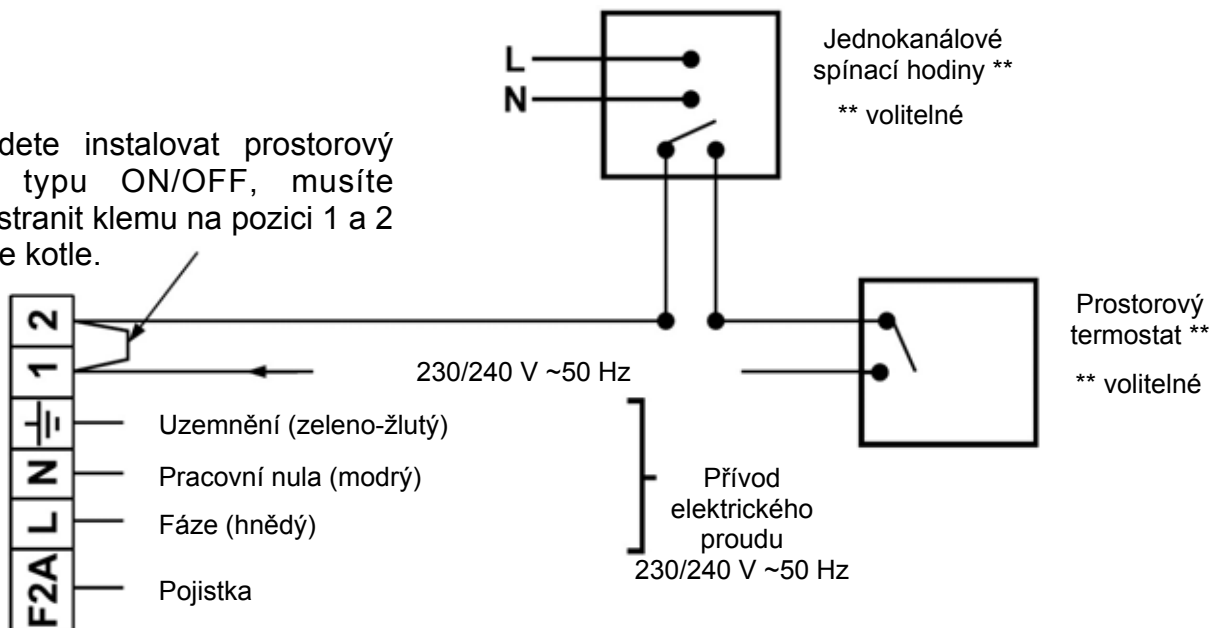 L
N
Jednokanálové
spínací hodiny **
** volitelné
dete instalovat prostorový
typu ON/OFF, musíte
stranit klemu na pozici 1 a 2
e kotle.
2
1
230/240 V ~50 Hz
Prostorový
termostat **
** volitelné
Uzemnění (zeleno-žlutý)
N
Pracovní nula (modrý)
L
Fáze (hnědý)
F2A
Pojistka
Přívod
elektrického
proudu
230/240 V ~50 Hz